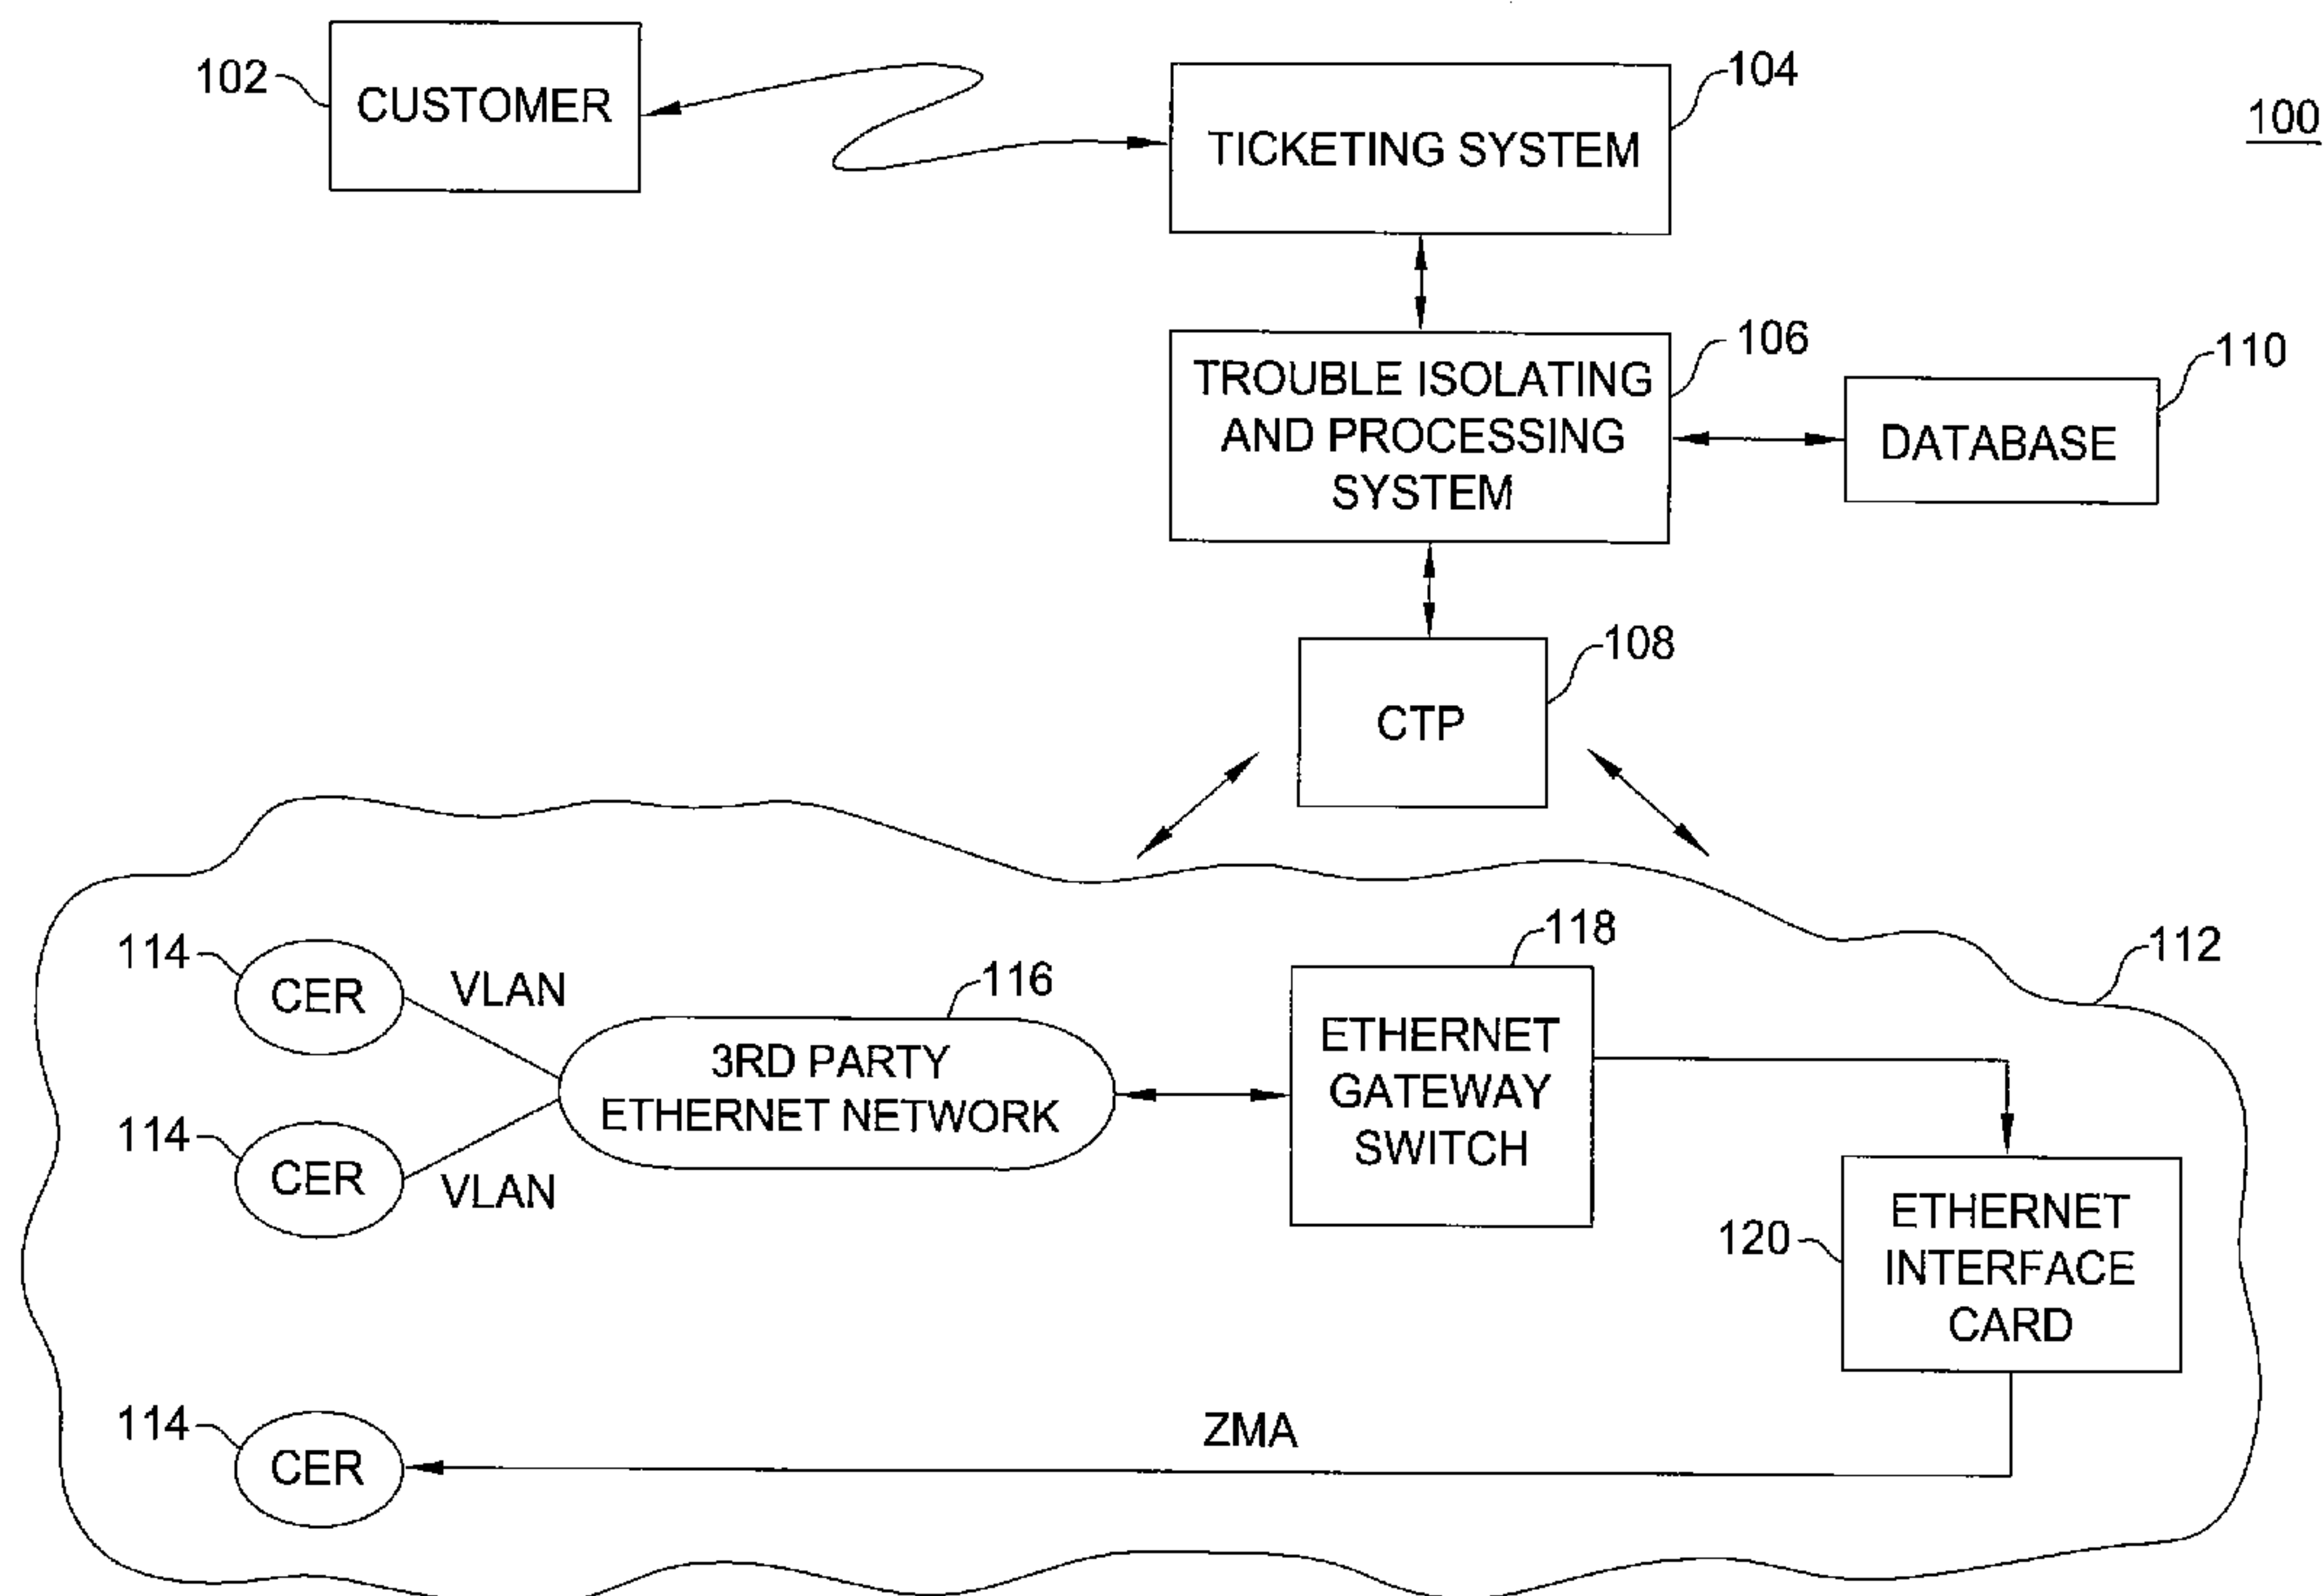 102
CUSTOMER
TICKETING SYSTEM
104
100
TROUBLE ISOLATING
AND PROCESSING
SYSTEM
106
DATABASE
110
CTP
108
112
114
CER
VLAN
114
CER
VLAN
3RD PARTY
ETHERNET NETWORK
116
ETHERNET
GATEWAY
SWITCH
118
120
ETHERNET
INTERFACE
CARD
114
CER
ZMA